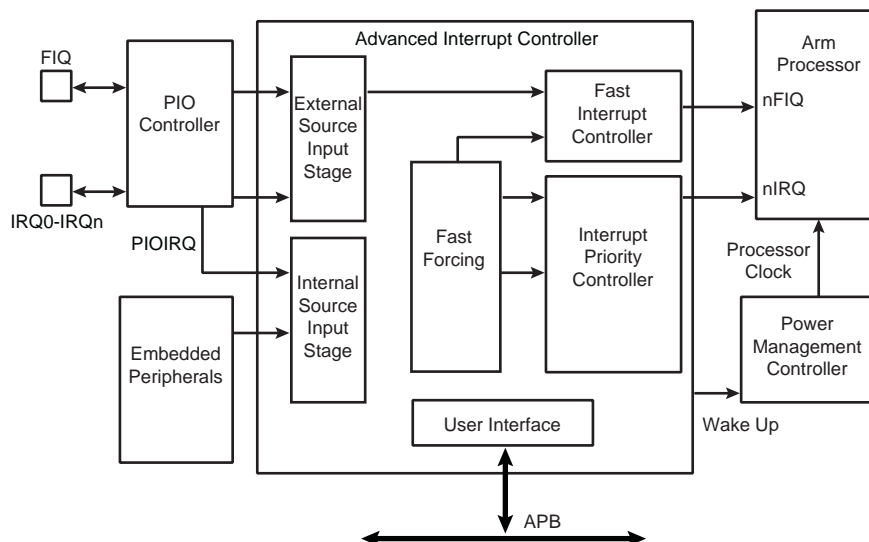 Advanced Interrupt Controller
FIQ
PIO
Controller
IRQ0-IRQn
PIOIRQ
External
Source
Input
Stage
Internal
Source
Input
Stage
Embedded
Peripherals
Fast
Forcing
Fast
Interrupt
Controller
Interrupt
Priority
Controller
Arm
Processor
nFIQ
nIRQ
Processor
Clock
Power
Management
Controller
Wake Up
User Interface
APB